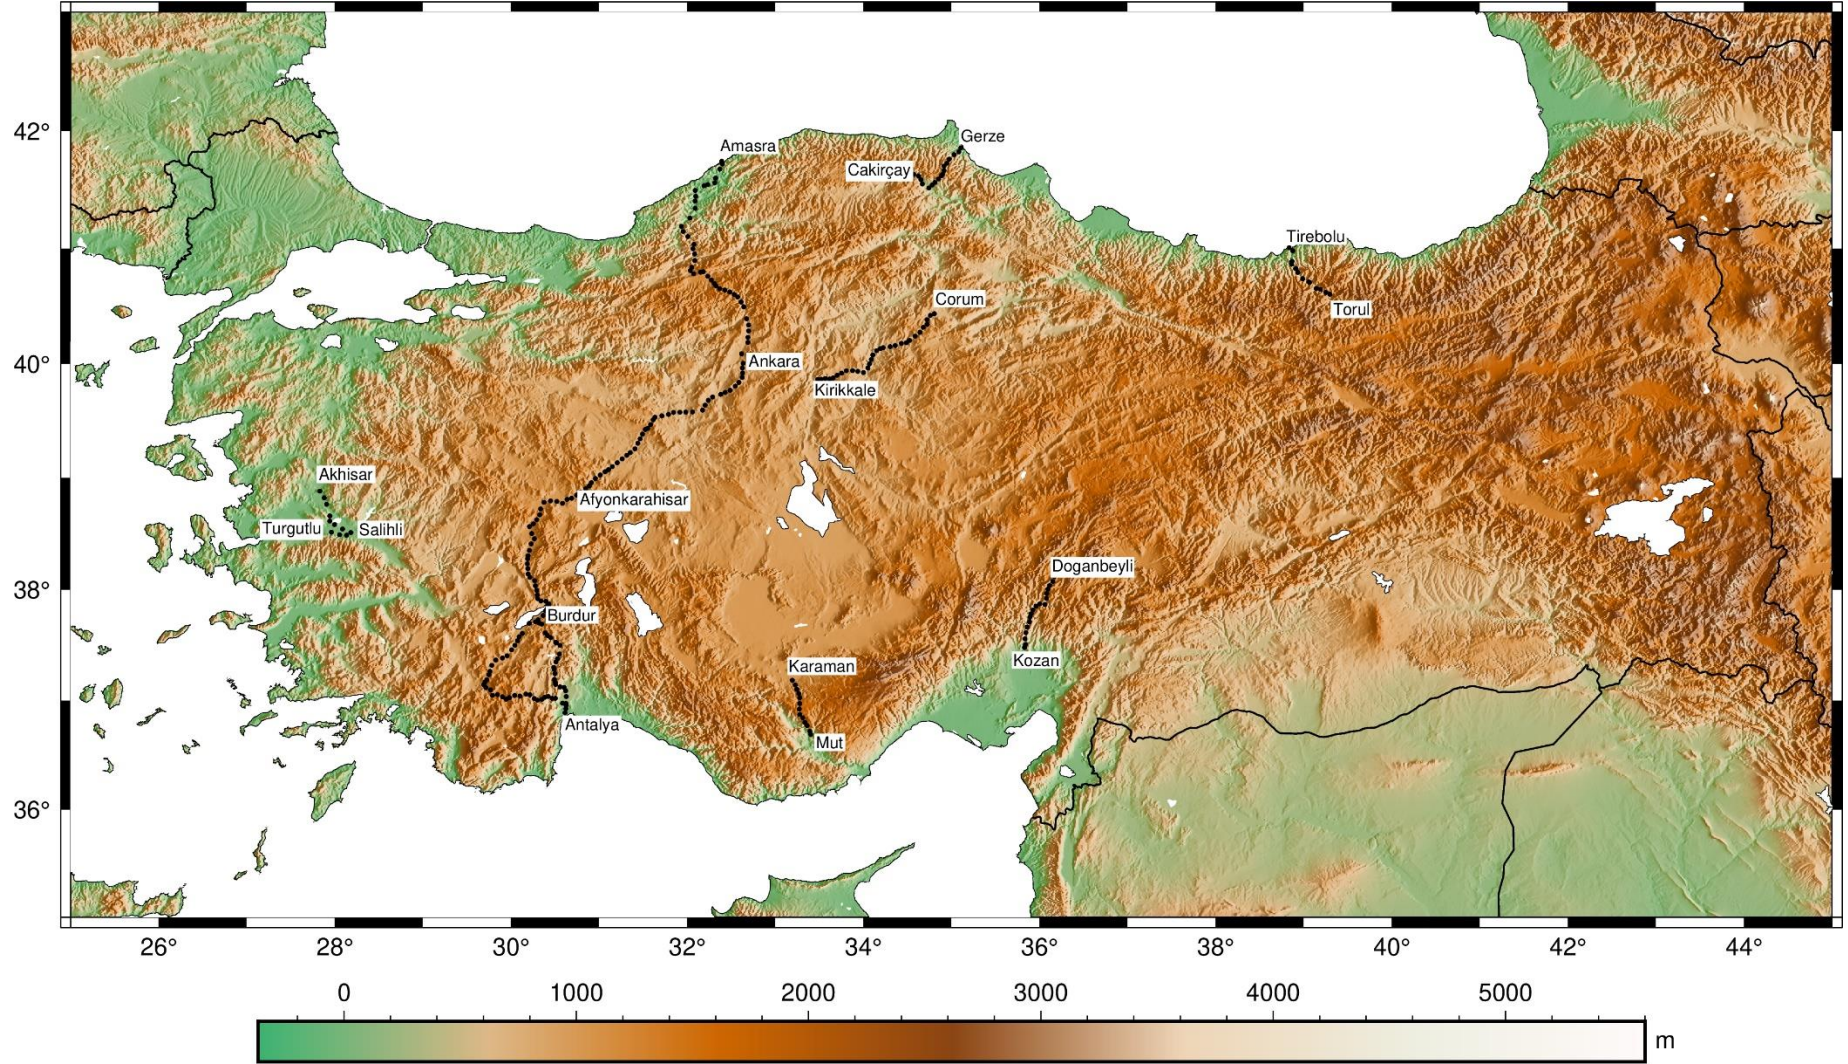 42°
40°
38°
36°
Amasra
Gerze
Cakirçay
Tirebolu
Torul
Corum
Ankara
Kirikkale
Akhisar
Afyonkarahisar
Turgutlu
Salihli
Doganbeyli
Burdur
Kozan
Karaman
Antalya
Mut
26° 28° 30° 32° 34° 36° 38° 40° 42° 44°
0 1000 2000 3000 4000 5000
m